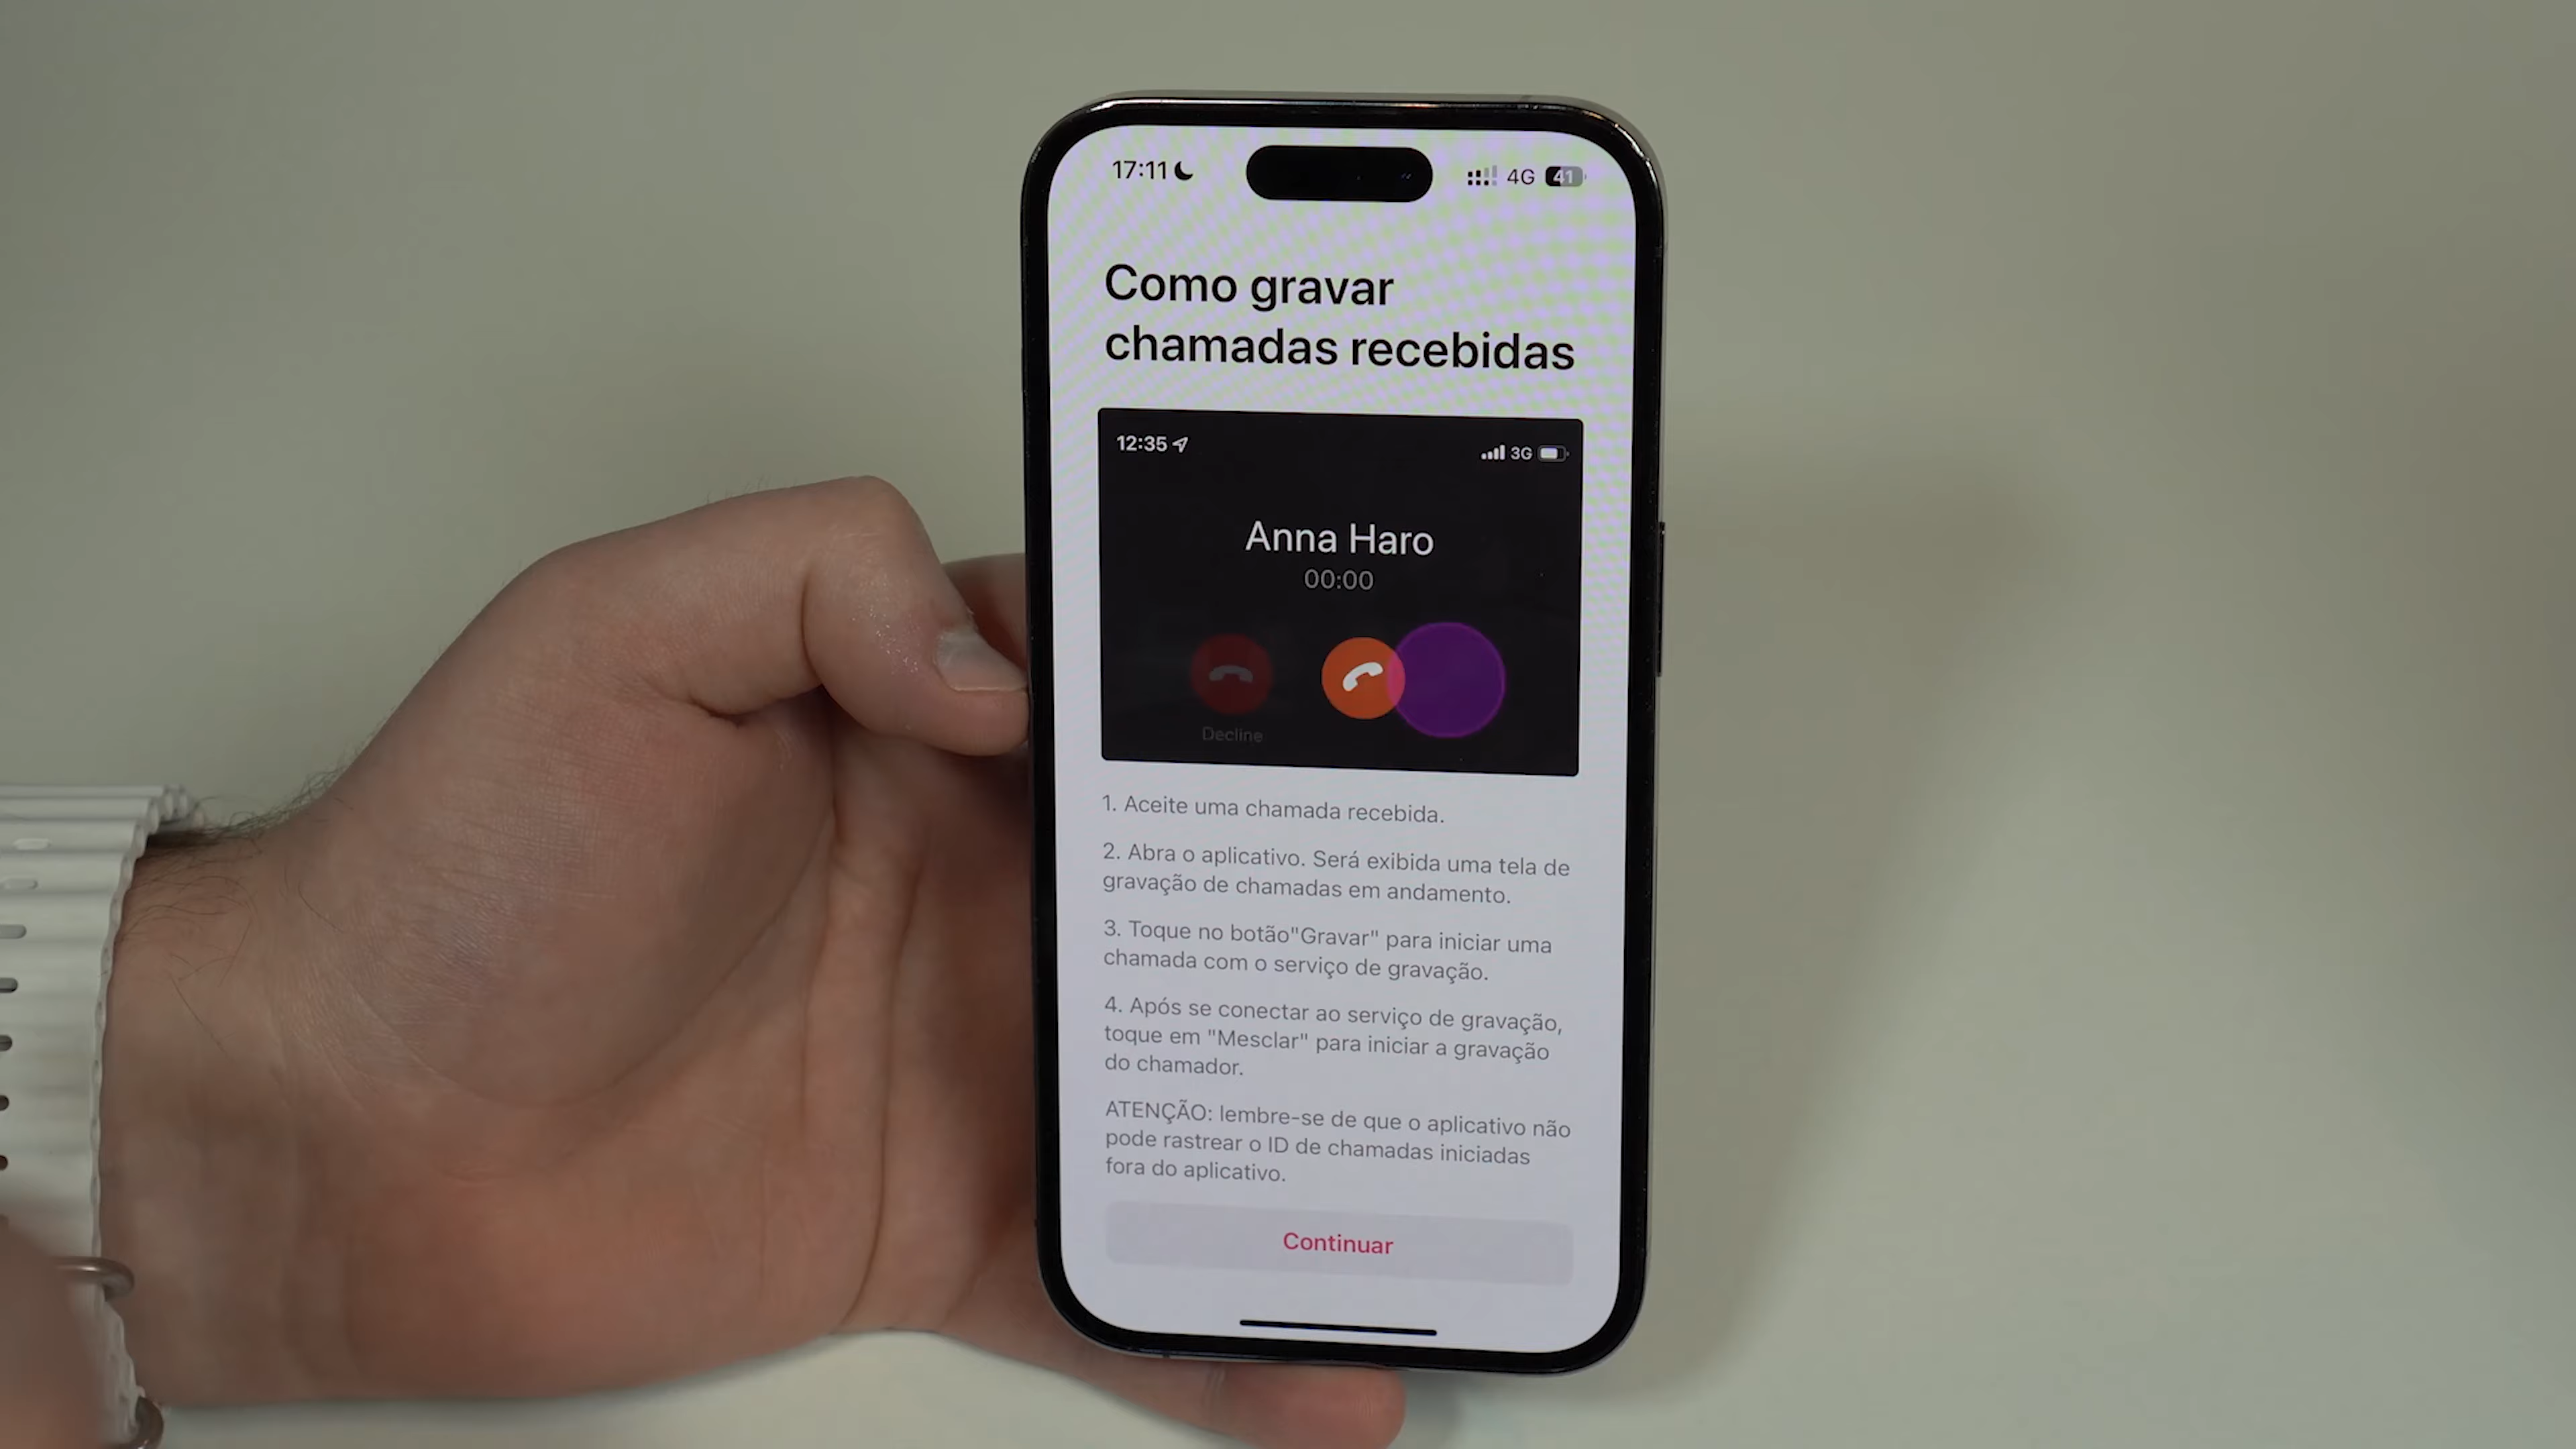 17:11
4G 41
Como gravar
chamadas recebidas
12:35
3G
Anna Haro
00:00
Decline
1. Aceite uma chamada recebida.
2. Abra o aplicativo. Será exibida uma tela de
gravação de chamadas em andamento.
3. Toque no botão"Gravar" para iniciar uma
chamada com o serviço de gravação.
4. Após se conectar ao serviço de gravação,
toque em "Mesclar" para iniciar a gravação
do chamador.
ATENÇÃO: lembre-se de que o aplicativo não
pode rastrear o ID de chamadas iniciadas
fora do aplicativo.
Continuar